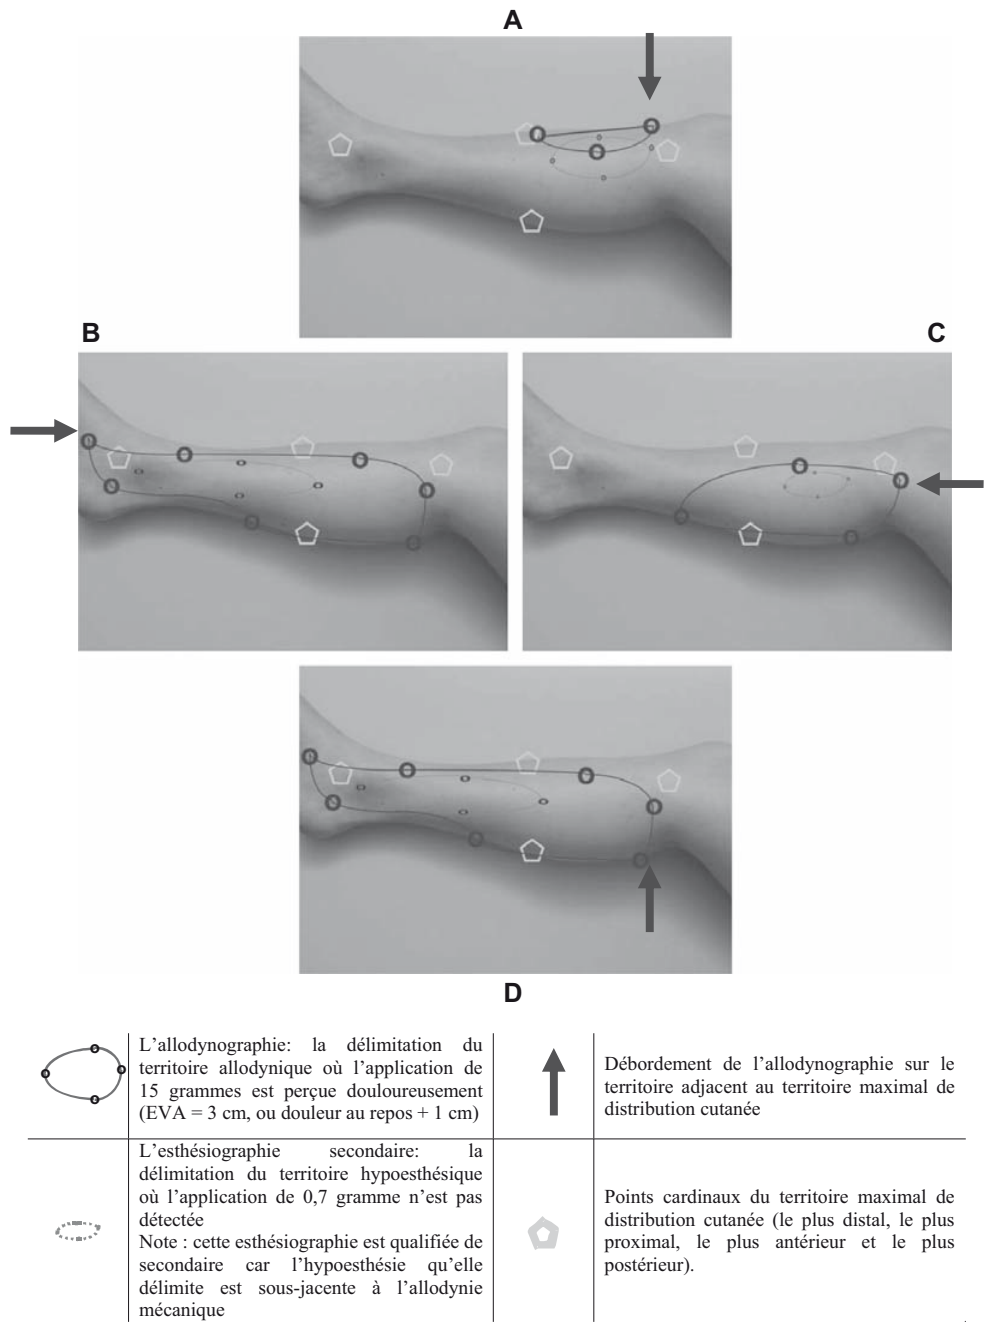 A
B
C
D
L'allodynographie: la délimitation du
territoire allodynique où l'application de
15 grammes est perçue douloureusement
(EVA = 3 cm, ou douleur au repos + 1 cm)
Débordement de l'allodynographie sur le
territoire adjacent au territoire maximal de
distribution cutanée
L'esthésiographie secondaire: la
délimitation du territoire hypoesthésique
où l'application de 0,7 gramme n'est pas
détectée
Note : cette esthésiographie est qualifiée de
secondaire car l'hypoesthésie qu'elle
délimite est sous-jacente à l'allodynie
mécanique
Points cardinaux du territoire maximal de
distribution cutanée (le plus distal, le plus
proximal, le plus antérieur et le plus
postérieur).